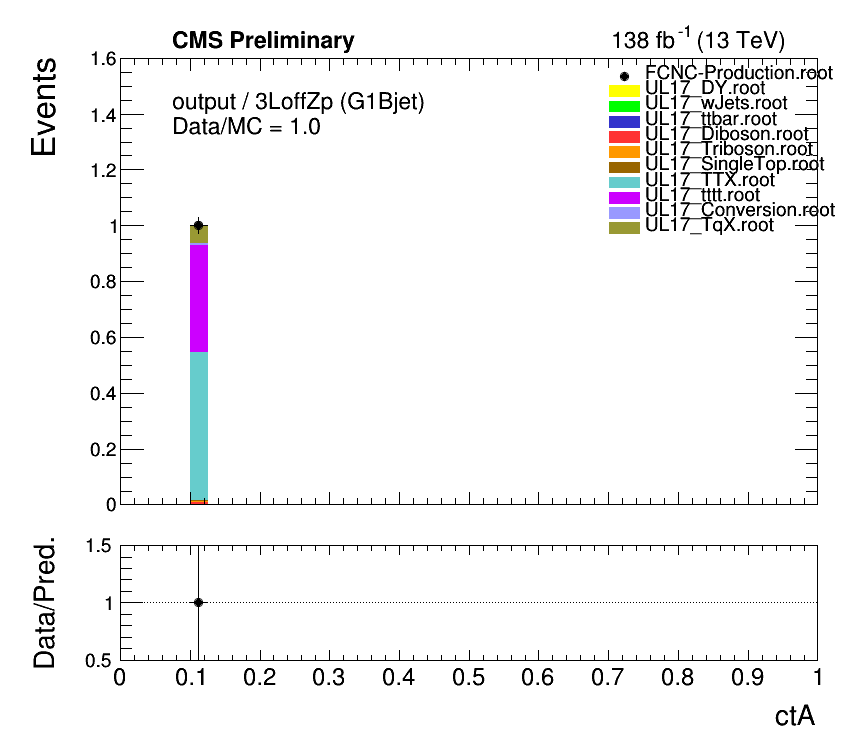 CMS Preliminary
138 fb-1 (13 TeV)
Events
1.6
1.4
1.2
1
0.8
0.6
0.4
0.2
0
output / 3LoffZp (G1Bjet)
Data/MC = 1.0
FCNC-Production.root
UL17_DY.root
UL17_wJets.root
UL17_ttbar.root
UL17_Diboson.root
UL17_Triboson.root
UL17_SingleTop.root
UL17_TTX.root
UL17_tttt.root
UL17_Conversion.root
UL17_TqX.root
Data/Pred.
1.5
1
0.5
0 0.1 0.2 0.3 0.4 0.5 0.6 0.7 0.8 0.9 1
ctA